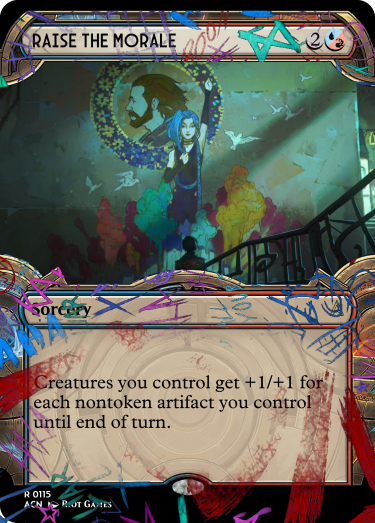 RAISE THE MORALE 2
Sorcery
Creatures you control get +1/+1 for
each nontoken artifact you control
until end of turn.
R 0115
ACN RIOT GAMES